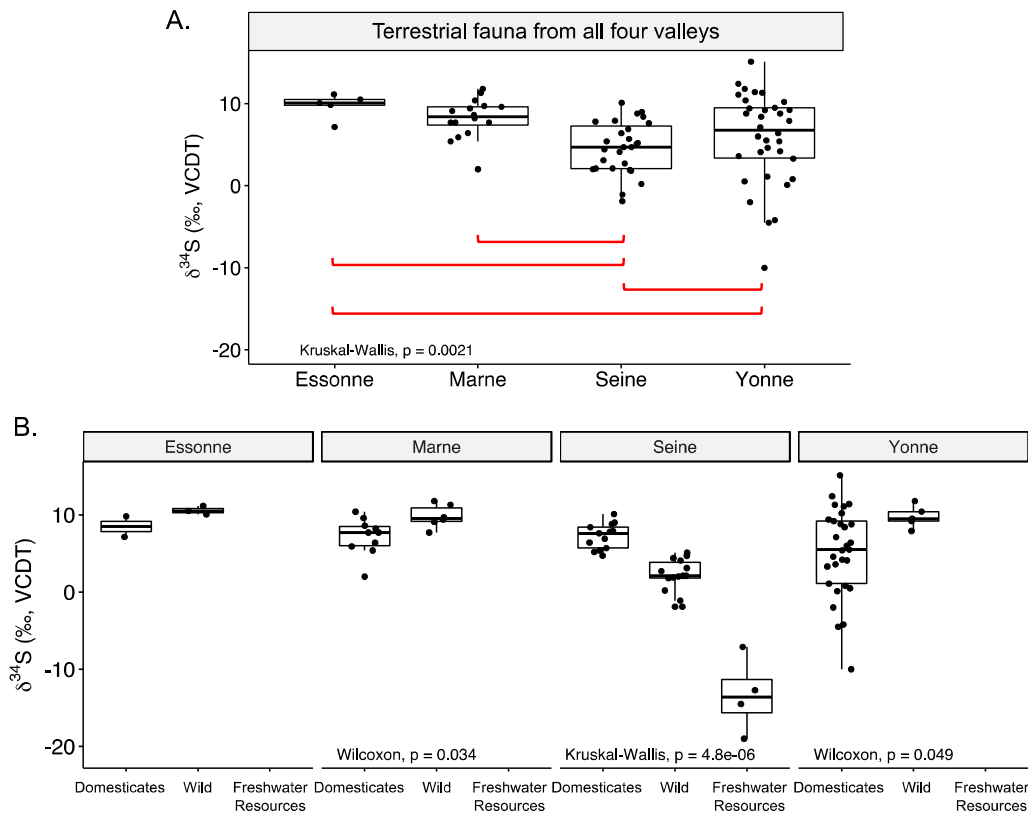 A.
Terrestrial fauna from all four valleys
δ³⁴S (‰, VCDT)
10
0
-10
-20
Kruskal-Wallis, p = 0.0021
Essonne Marne Seine Yonne
B.
Essonne Marne Seine Yonne
δ³⁴S (‰, VCDT)
10
0
-10
-20
Wilcoxon, p = 0.034 Kruskal-Wallis, p = 4.8e-06 Wilcoxon, p = 0.049
Domesticates Wild Freshwater Domesticates Wild Freshwater Domesticates Wild Freshwater Domesticates Wild Freshwater
Resources Resources Resources Resources